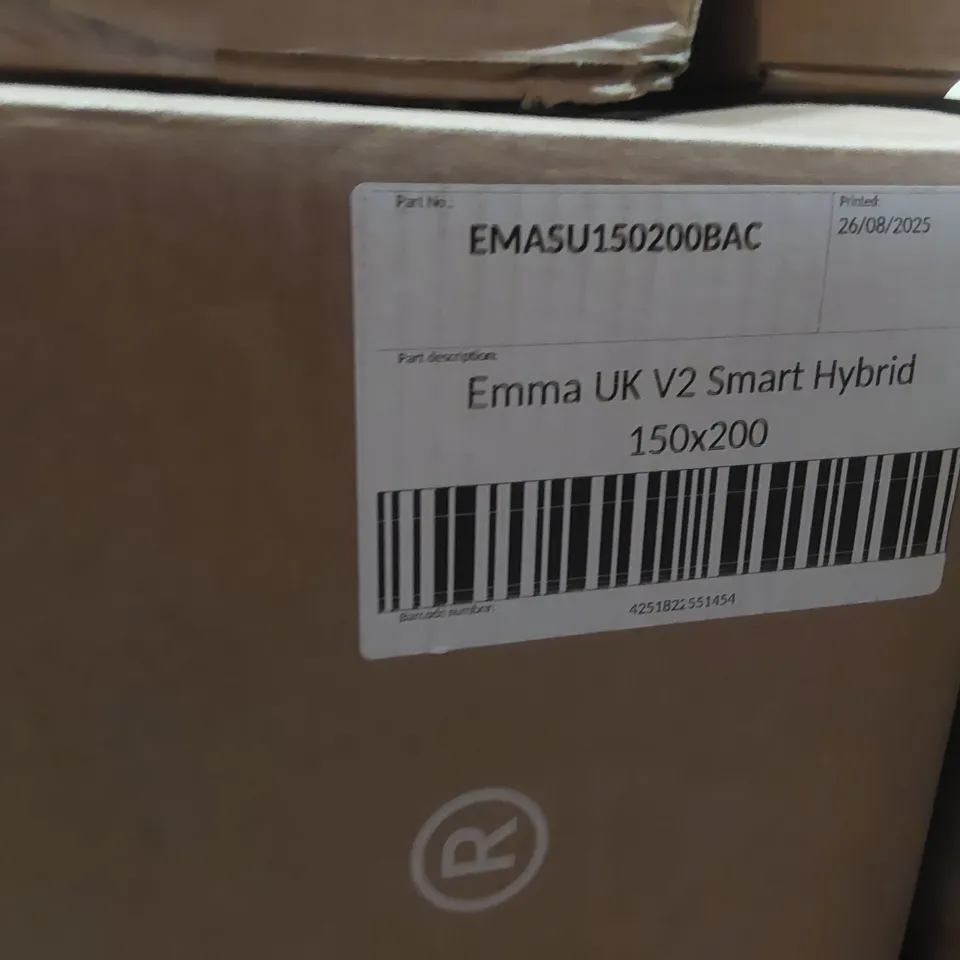 Part No.:
EMASU150200BAC
Printed:
26/08/2025
Part description:
Emma UK V2 Smart Hybrid
150x200
Barcode number:
4251822551454
®